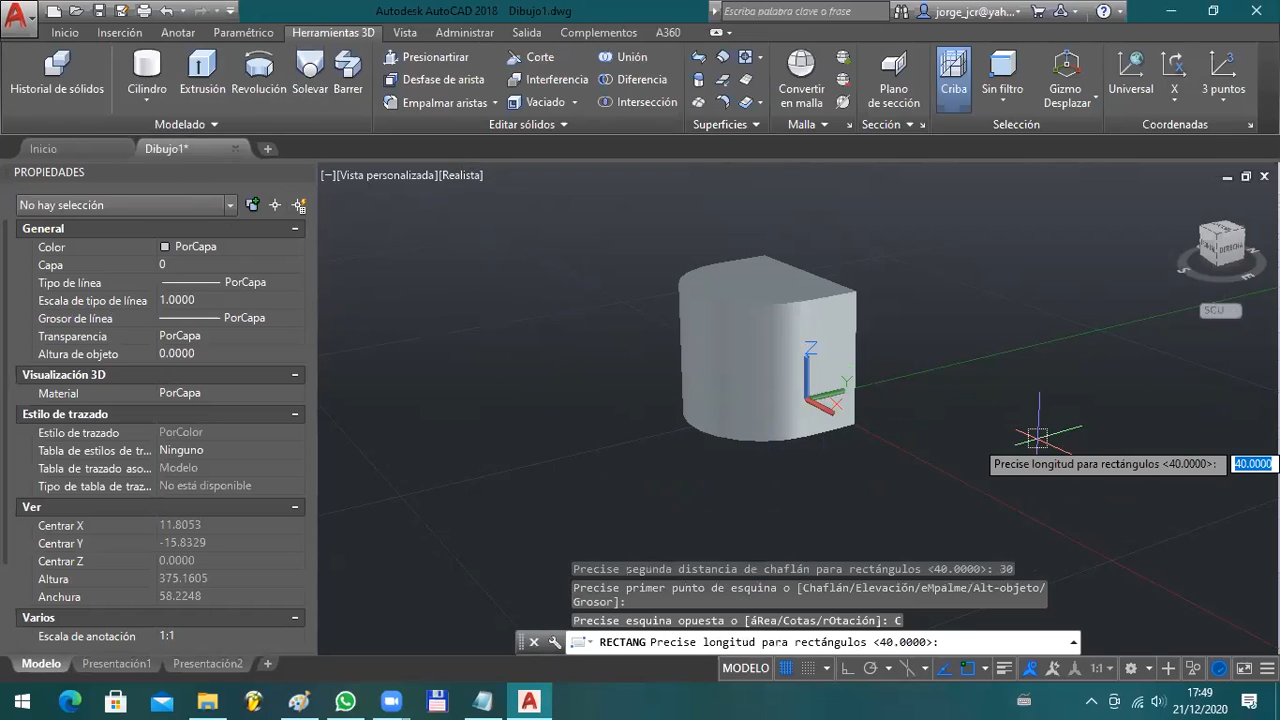 Autodesk AutoCAD 2018 Dibujo1.dwg
Escriba palabra clave o frase
jorge_jcr@yah...
Inicio Inserción Anotar Paramétrico Herramientas 3D Vista Administrar Salida Complementos A360
Historial de sólidos
Cilindro Extrusión Revolución Solevar Barrer
Presionartirar Corte Unión
Desfase de arista Interferencia Diferencia
Empalmar aristas Vaciado Intersección
Convertir en malla
Plano de sección
Criba Sin filtro Gizmo Desplazar
Universal X 3 puntos
Modelado Editar sólidos Superficies Malla Sección Selección Coordenadas
Inicio Dibujo1*
PROPIEDADES
[−][Vista personalizada][Realista]
No hay selección
General
Color PorCapa
Capa 0
Tipo de línea PorCapa
Escala de tipo de línea 1.0000
Grosor de línea PorCapa
Transparencia PorCapa
Altura de objeto 0.0000
Visualización 3D
Material PorCapa
Estilo de trazado
Estilo de trazado PorColor
Tabla de estilos de tr... Ninguno
Tabla de trazado aso... Modelo
Tipo de tabla de traz... No está disponible
Ver
Centrar X 11.8053
Centrar Y -15.8329
Centrar Z 0.0000
Altura 375.1605
Anchura 58.2248
Varios
Escala de anotación 1:1
DERECHA
S E
SCU
Z
Y
X
Precise longitud para rectángulos <40.0000>: 40.0000
Precise segunda distancia de chaflán para rectángulos <40.0000>: 30
Precise primer punto de esquina o [Chaflán/Elevación/eMpalme/Alt-objeto/
Grosor]:
Precise esquina opuesta o [áRea/Cotas/rOtación]: C
RECTANG Precise longitud para rectángulos <40.0000>:
Modelo Presentación1 Presentación2
MODELO 1:1
17:49
21/12/2020